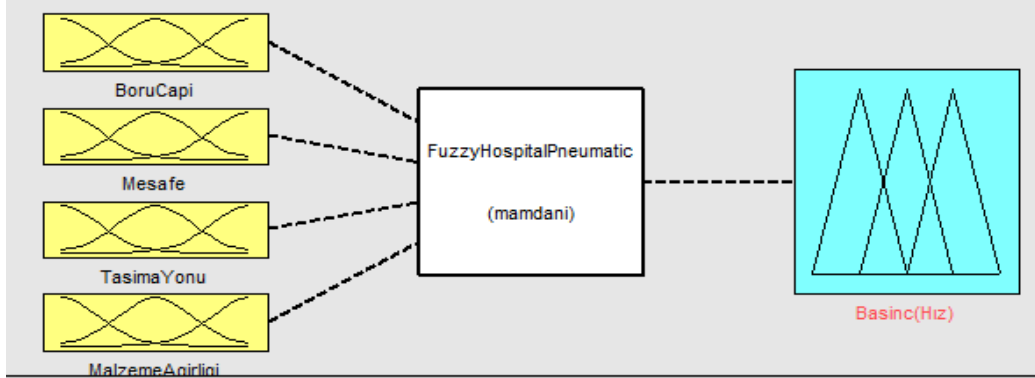 BoruCapi
Mesafe
TasimaYonu
MalzemeAgirligi
FuzzyHospitalPneumatic
(mamdani)
Basinc(Hız)